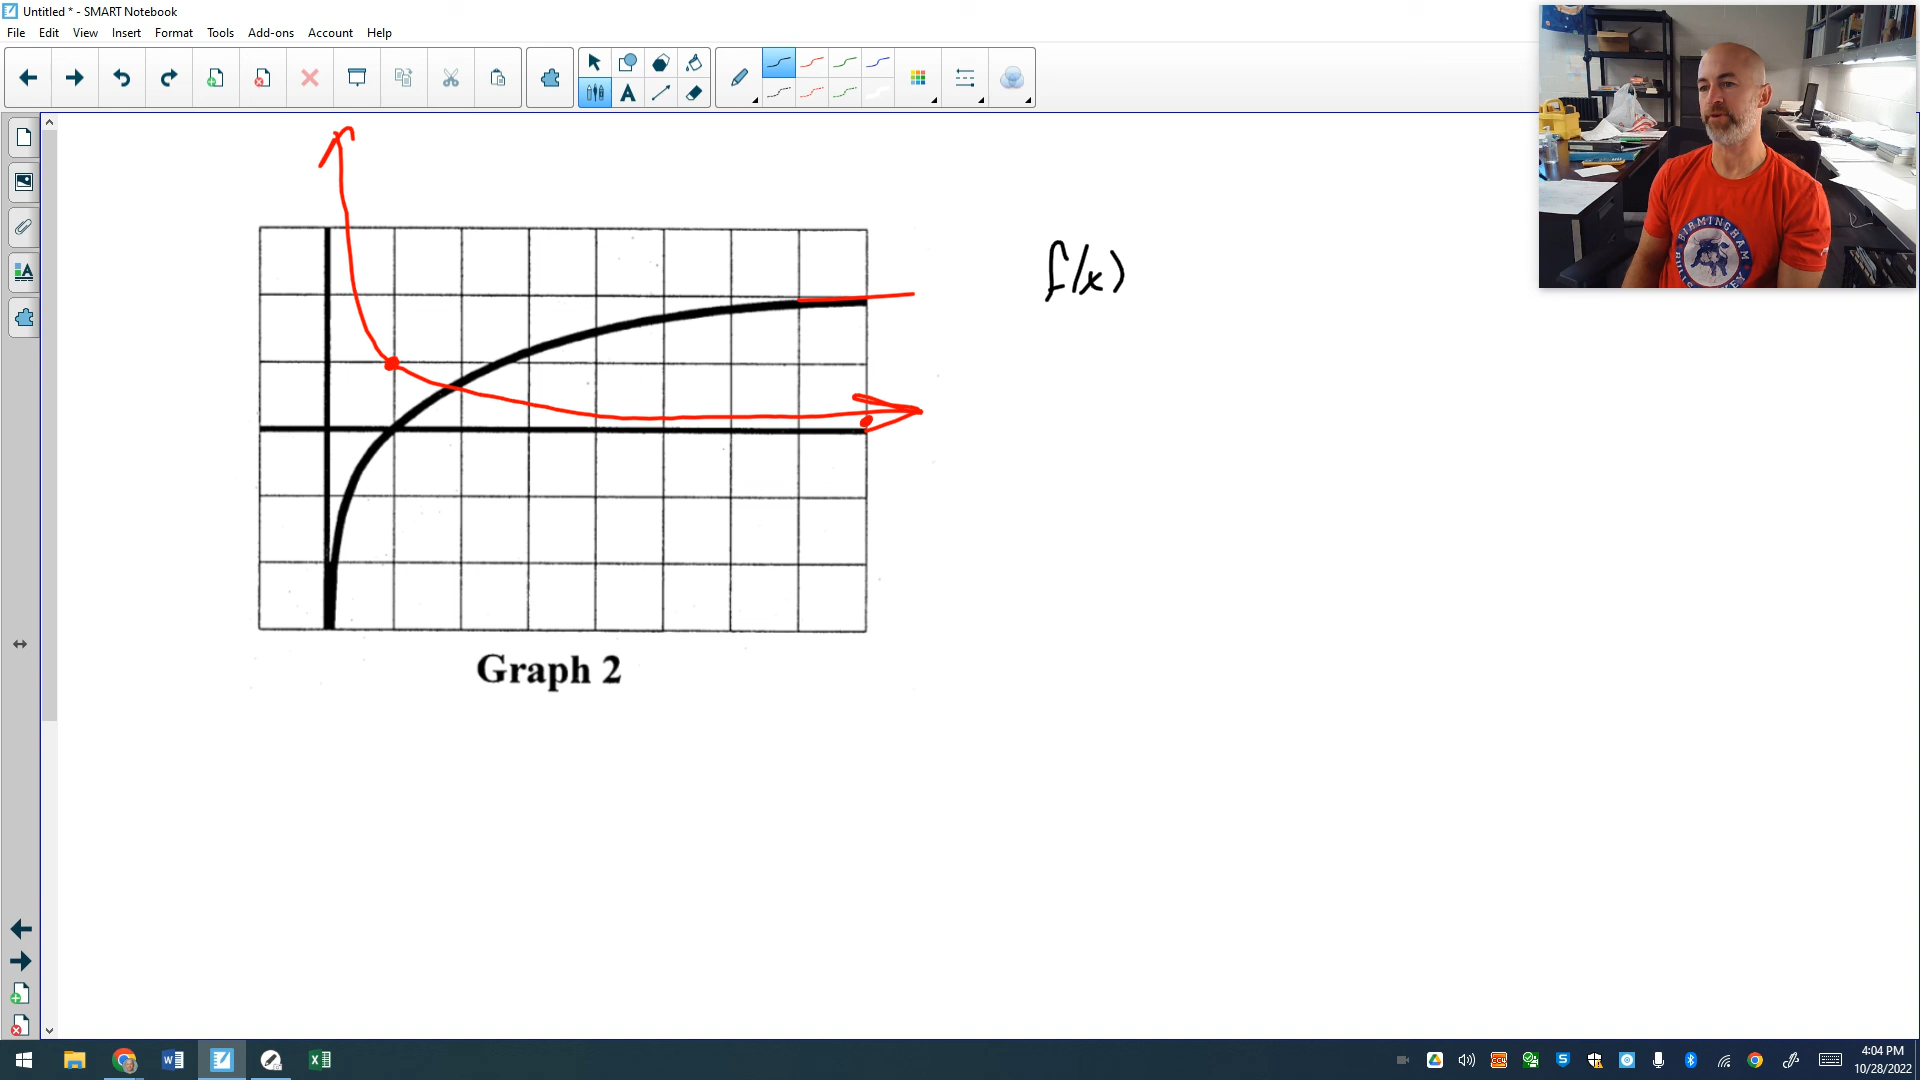 Untitled * - SMART Notebook
File Edit View Insert Format Tools Add-ons Account Help
f(x)
BIRMINGHAM
Graph 2
4:04 PM
10/28/2022